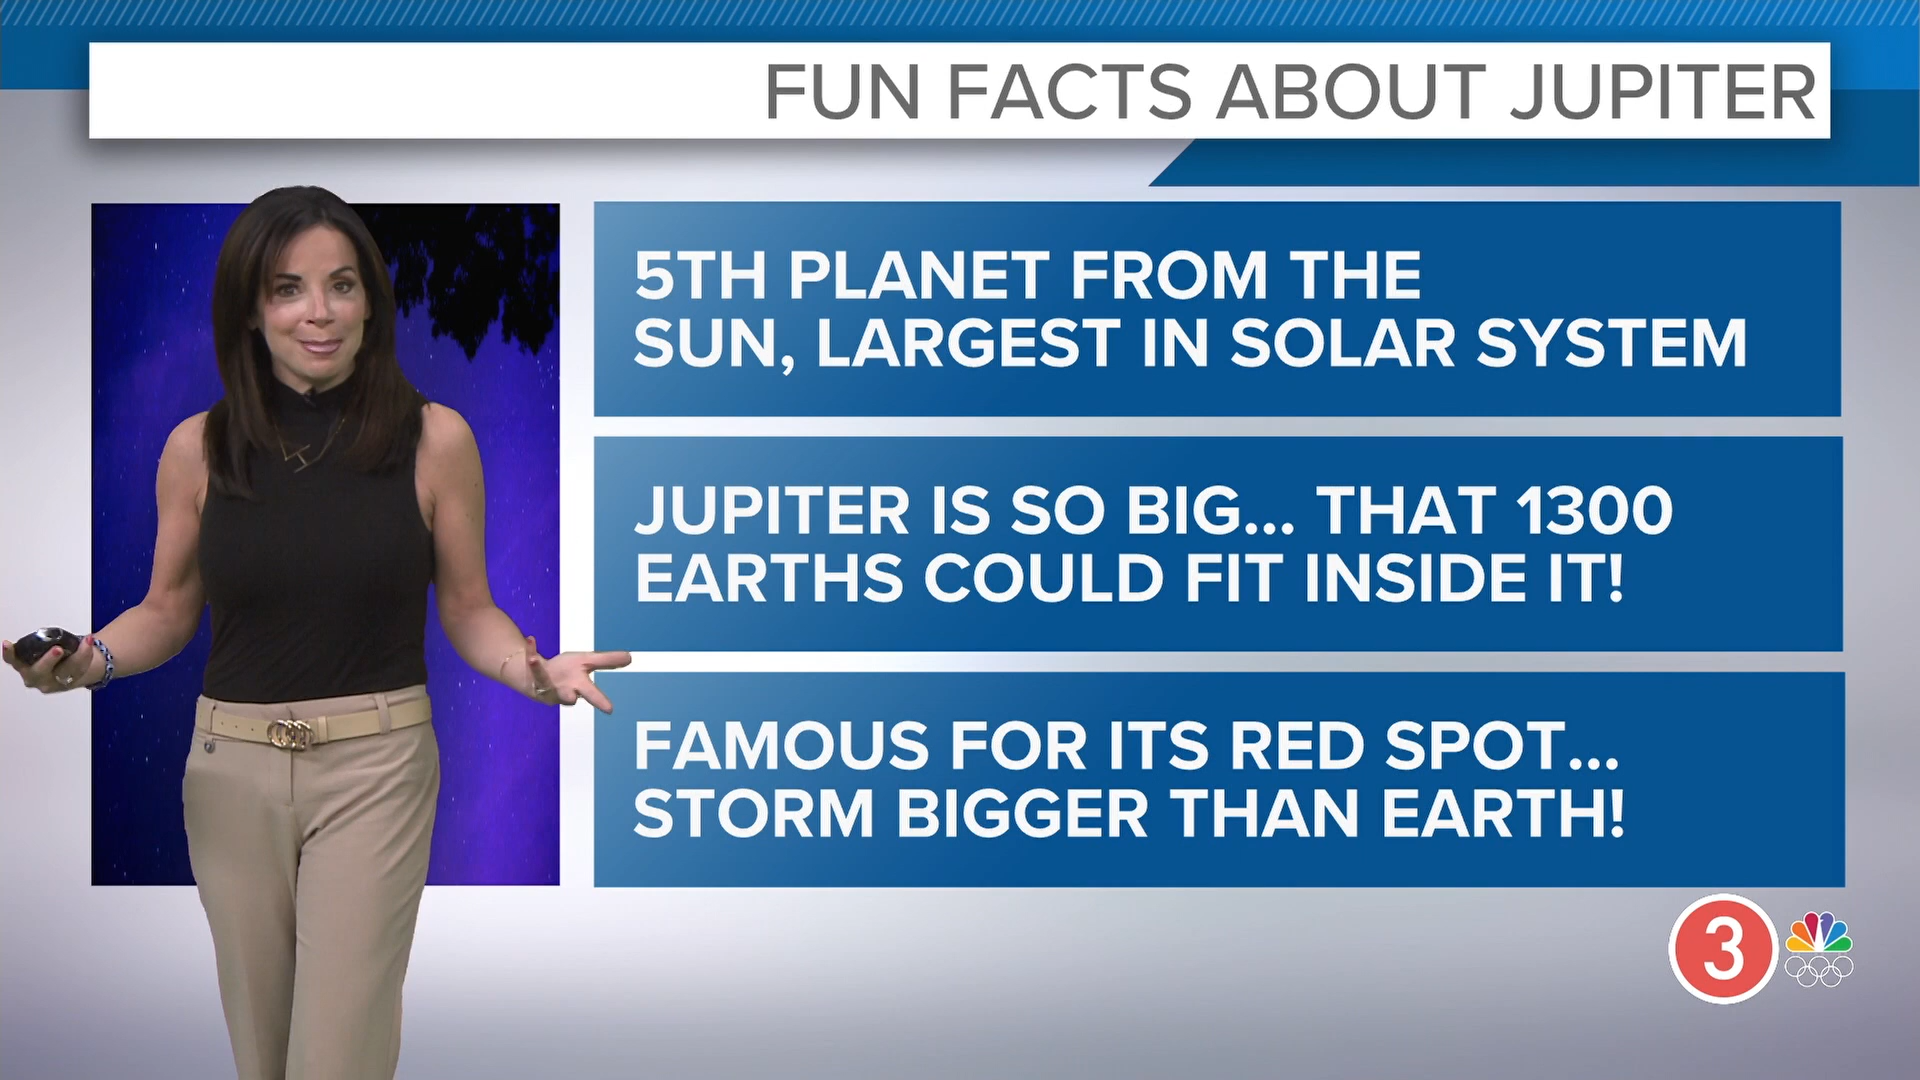 FUN FACTS ABOUT JUPITER
5TH PLANET FROM THE
SUN, LARGEST IN SOLAR SYSTEM
JUPITER IS SO BIG... THAT 1300
EARTHS COULD FIT INSIDE IT!
FAMOUS FOR ITS RED SPOT...
STORM BIGGER THAN EARTH!
3